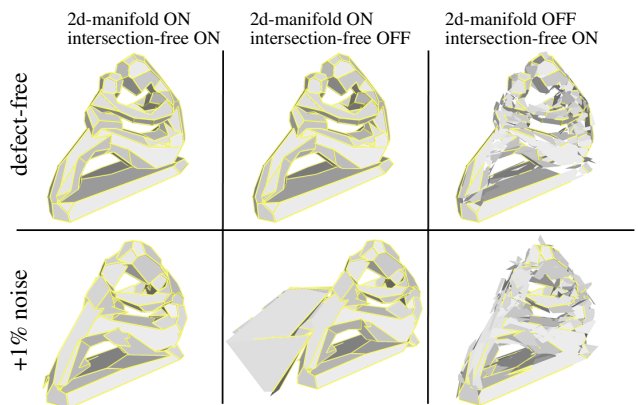 2d-manifold ON
intersection-free ON
2d-manifold ON
intersection-free OFF
2d-manifold OFF
intersection-free ON
defect-free
+1% noise